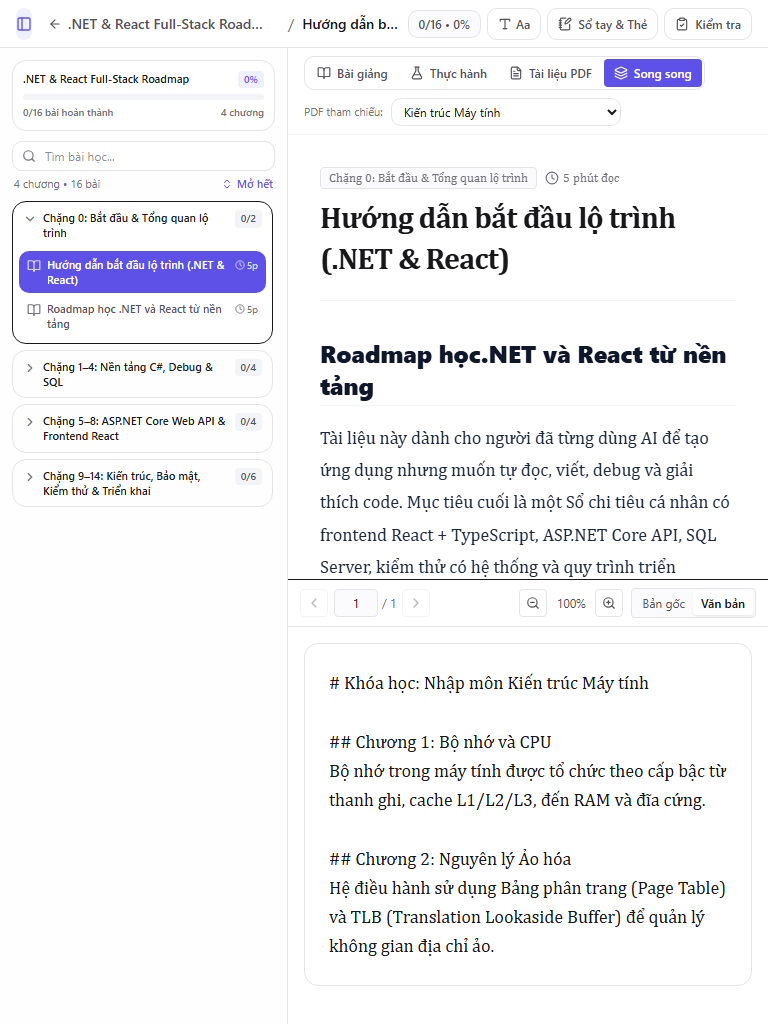 .NET & React Full-Stack Road...
/ Hướng dẫn b...
0/16 • 0%
Aa
Sổ tay & Thẻ
Kiểm tra
.NET & React Full-Stack Roadmap
0%
0/16 bài hoàn thành
4 chương
Tìm bài học...
4 chương • 16 bài
Mở hết
Chặng 0: Bắt đầu & Tổng quan lộ
trình
0/2
Hướng dẫn bắt đầu lộ trình (.NET &
React)
5p
Roadmap học .NET và React từ nền
tảng
5p
Chặng 1–4: Nền tảng C#, Debug &
SQL
0/4
Chặng 5–8: ASP.NET Core Web API &
Frontend React
0/4
Chặng 9–14: Kiến trúc, Bảo mật,
Kiểm thử & Triển khai
0/6
Bài giảng
Thực hành
Tài liệu PDF
Song song
PDF tham chiếu:
Kiến trúc Máy tính
Chặng 0: Bắt đầu & Tổng quan lộ trình
5 phút đọc
Hướng dẫn bắt đầu lộ trình
(.NET & React)
Roadmap học.NET và React từ nền
tảng
Tài liệu này dành cho người đã từng dùng AI để tạo
ứng dụng nhưng muốn tự đọc, viết, debug và giải
thích code. Mục tiêu cuối là một Sổ chi tiêu cá nhân có
frontend React + TypeScript, ASP.NET Core API, SQL
Server, kiểm thử có hệ thống và quy trình triển
1
/ 1
100%
Bản gốc
Văn bản
# Khóa học: Nhập môn Kiến trúc Máy tính
## Chương 1: Bộ nhớ và CPU
Bộ nhớ trong máy tính được tổ chức theo cấp bậc từ
thanh ghi, cache L1/L2/L3, đến RAM và đĩa cứng.
## Chương 2: Nguyên lý Ảo hóa
Hệ điều hành sử dụng Bảng phân trang (Page Table)
và TLB (Translation Lookaside Buffer) để quản lý
không gian địa chỉ ảo.